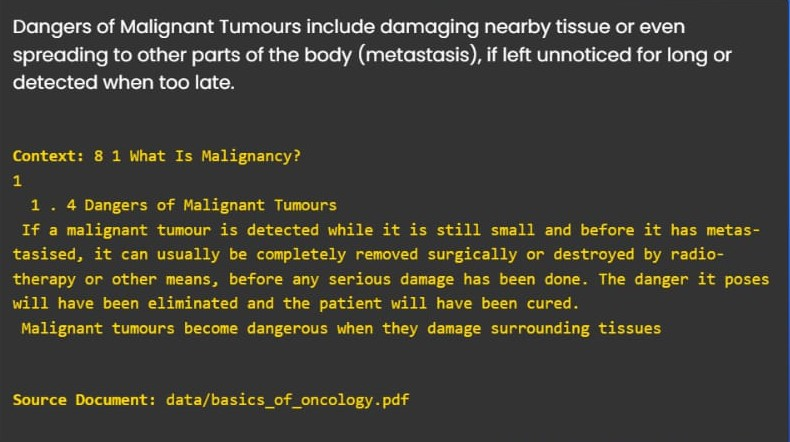 Dangers of Malignant Tumours include damaging nearby tissue or even
spreading to other parts of the body (metastasis), if left unnoticed for long or
detected when too late.
Context: 8 1 What Is Malignancy?
1
1 . 4 Dangers of Malignant Tumours
If a malignant tumour is detected while it is still small and before it has metas-
tasised, it can usually be completely removed surgically or destroyed by radio-
therapy or other means, before any serious damage has been done. The danger it poses
will have been eliminated and the patient will have been cured.
Malignant tumours become dangerous when they damage surrounding tissues
Source Document: data/basics_of_oncology.pdf